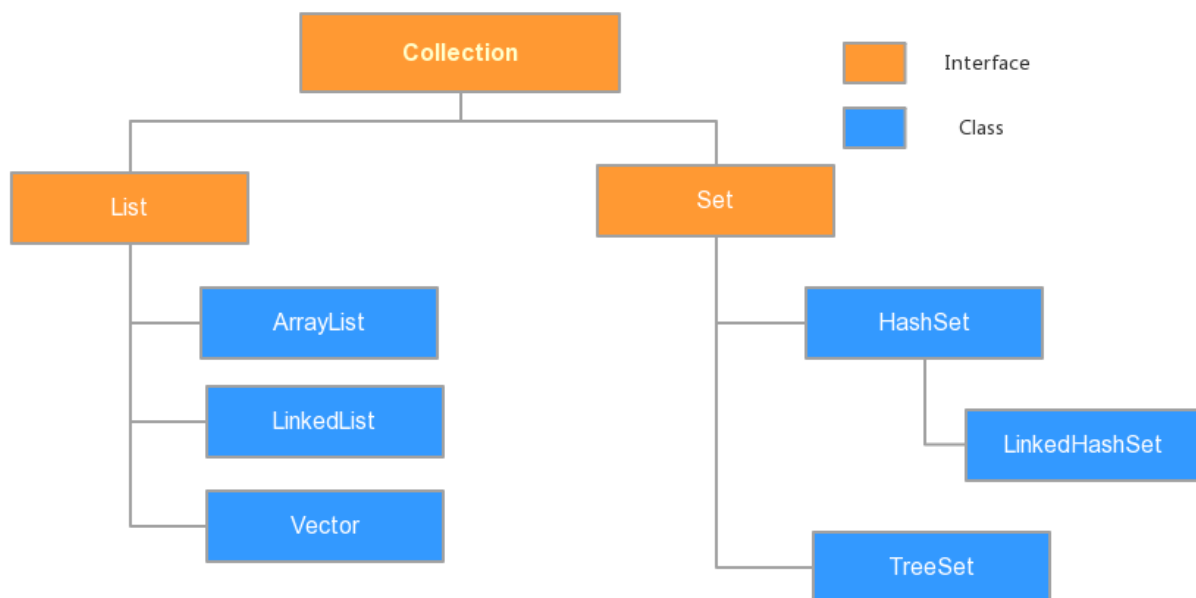 Collection
Interface
Class
List
Set
ArrayList
HashSet
LinkedList
LinkedHashSet
Vector
TreeSet